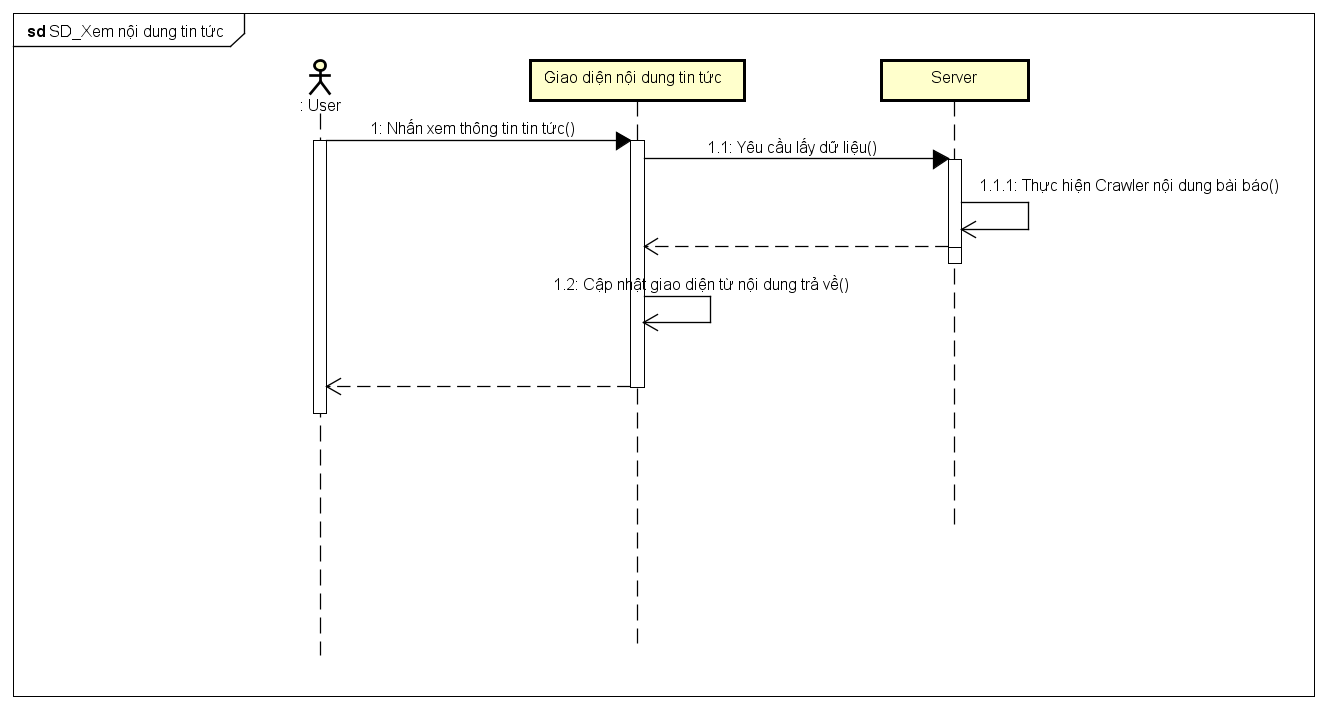 sd SD_Xem nội dung tin tức
: User
Giao diện nội dung tin tức
Server
1: Nhấn xem thông tin tin tức()
1.1: Yêu cầu lấy dữ liệu()
1.1.1: Thực hiện Crawler nội dung bài báo()
1.2: Cập nhật giao diện từ nội dung trả về()